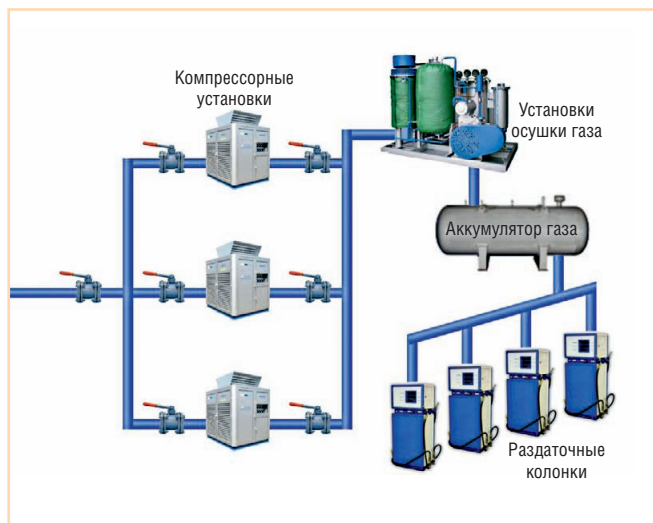 Компрессорные
установки
Установки
осушки газа
Аккумулятор газа
Раздаточные
колонки